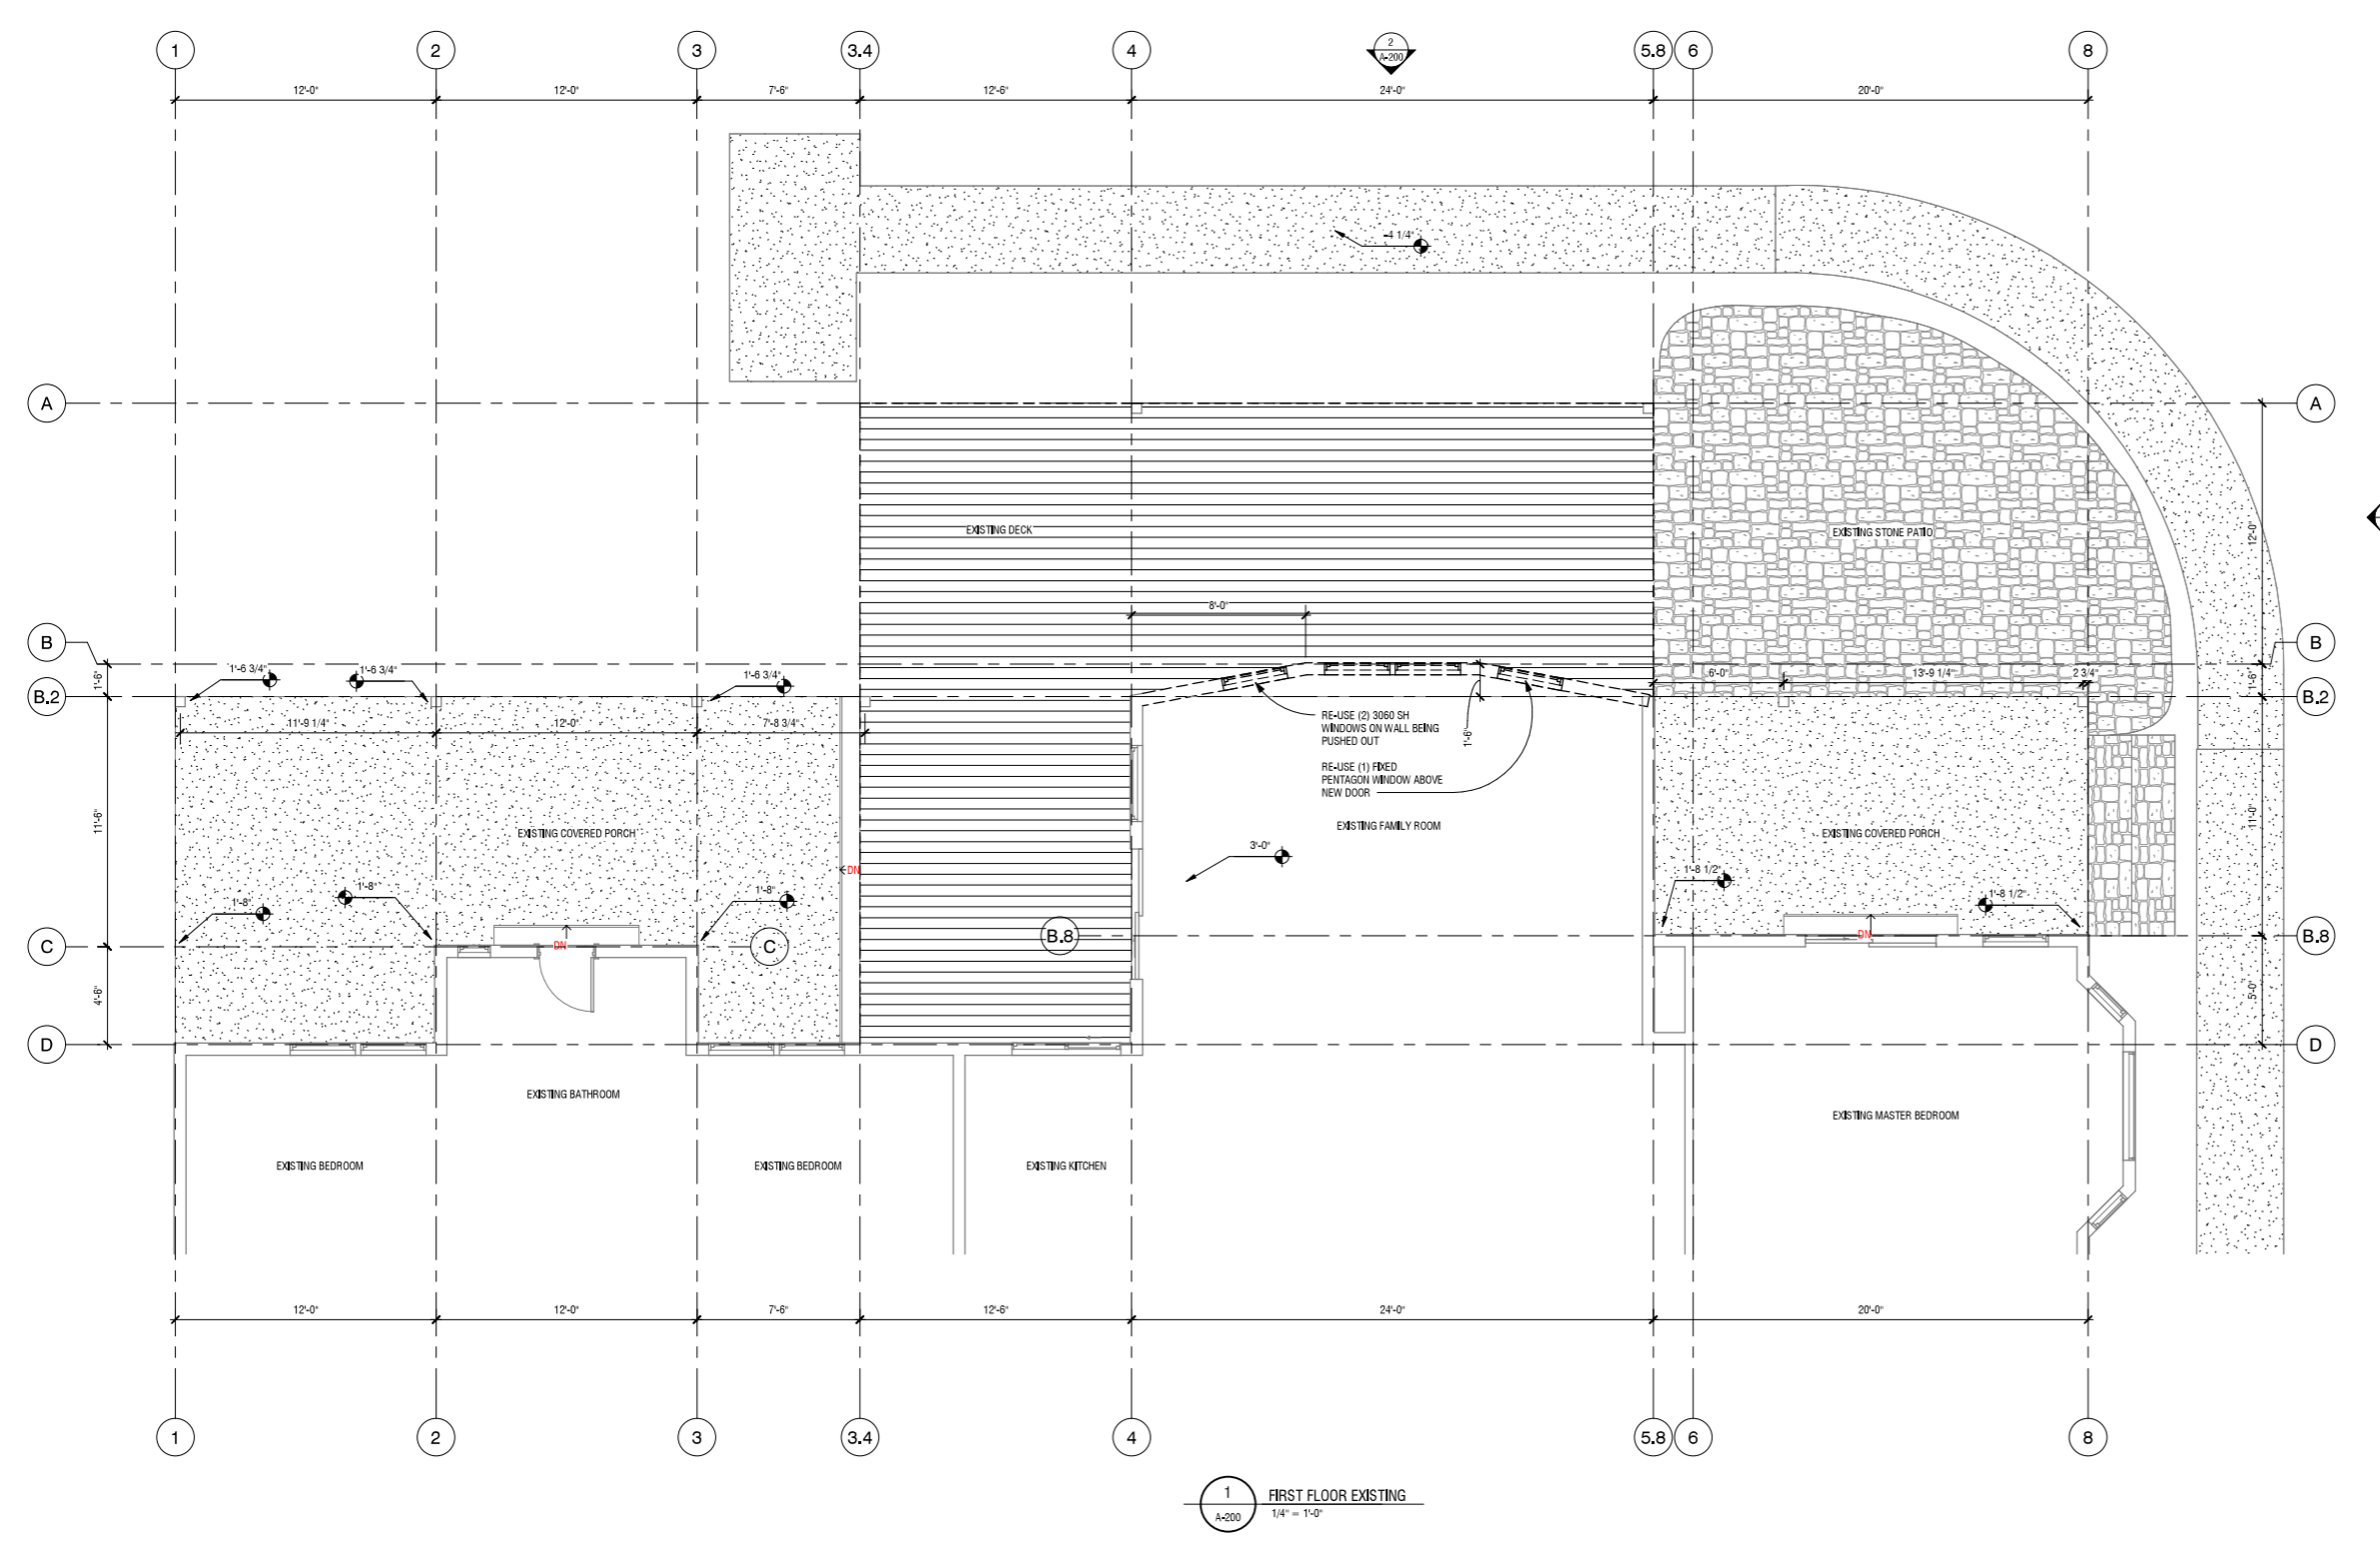 1 2 3 3.4 4 5.8 6 8
2
A-200
12'-0" 12'-0" 7'-6" 12'-6" 24'-0" 20'-0"
-4 1/4"
A A
EXISTING DECK
EXISTING STONE PATIO
12'-0"
8'-0"
B B
1'-6"
1'-6"
1'-6 3/4" 1'-6 3/4" 1'-6 3/4"
6'-0" 13'-9 1/4" 2 3/4"
B.2 B.2
11'-9 1/4" 12'-0" 7'-8 3/4"
RE-USE (2) 3060 SH
WINDOWS ON WALL BEING
PUSHED OUT
1'-6"
RE-USE (1) FIXED
PENTAGON WINDOW ABOVE
NEW DOOR
11'-6"
11'-0"
EXISTING COVERED PORCH
EXISTING FAMILY ROOM
EXISTING COVERED PORCH
3'-0"
DN
1'-8" 1'-8" 1'-8"
1'-8 1/2" 1'-8 1/2"
C DN C
B.8 DN B.8
4'-6"
5'-0"
D D
EXISTING BATHROOM
EXISTING MASTER BEDROOM
EXISTING BEDROOM
EXISTING BEDROOM
EXISTING KITCHEN
12'-0" 12'-0" 7'-6" 12'-6" 24'-0" 20'-0"
1 2 3 3.4 4 5.8 6 8
1
A-200
FIRST FLOOR EXISTING
1/4" = 1'-0"